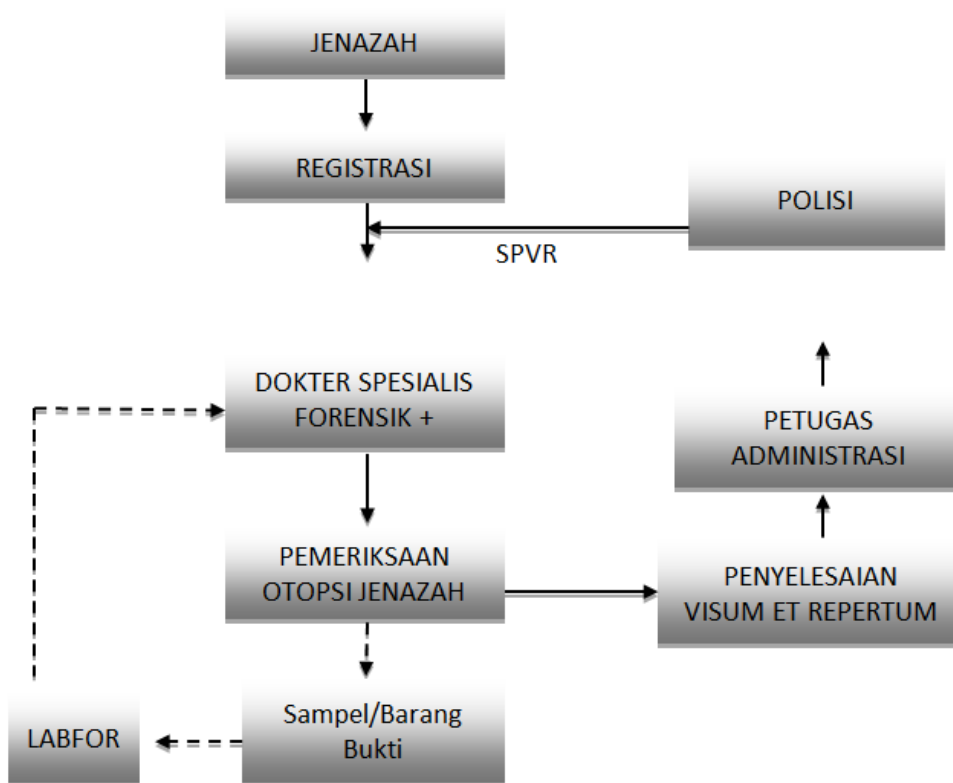 JENAZAH
REGISTRASI
POLISI
SPVR
DOKTER SPESIALIS
FORENSIK +
PETUGAS
ADMINISTRASI
PEMERIKSAAN
OTOPSI JENAZAH
PENYELESAIAN
VISUM ET REPERTUM
LABFOR
Sampel/Barang
Bukti